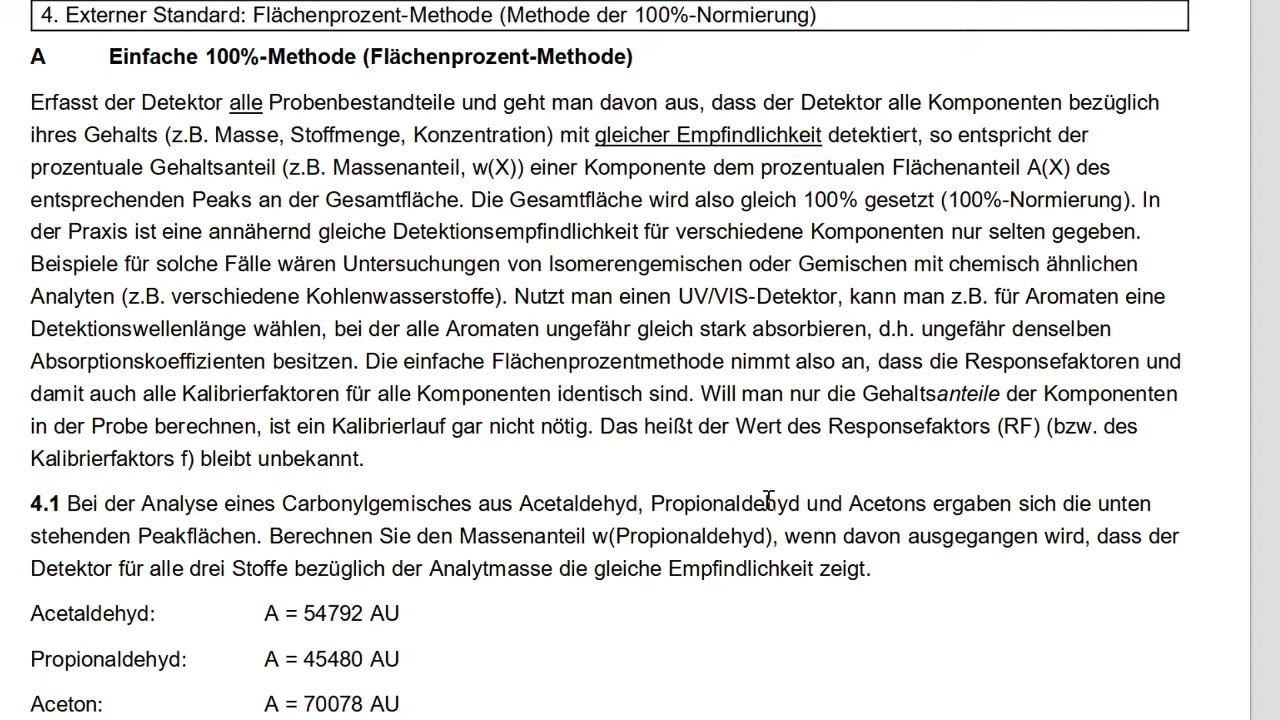 4. Externer Standard: Flächenprozent-Methode (Methode der 100%-Normierung)
A Einfache 100%-Methode (Flächenprozent-Methode)
Erfasst der Detektor alle Probenbestandteile und geht man davon aus, dass der Detektor alle Komponenten bezüglich
ihres Gehalts (z.B. Masse, Stoffmenge, Konzentration) mit gleicher Empfindlichkeit detektiert, so entspricht der
prozentuale Gehaltsanteil (z.B. Massenanteil, w(X)) einer Komponente dem prozentualen Flächenanteil A(X) des
entsprechenden Peaks an der Gesamtfläche. Die Gesamtfläche wird also gleich 100% gesetzt (100%-Normierung). In
der Praxis ist eine annähernd gleiche Detektionsempfindlichkeit für verschiedene Komponenten nur selten gegeben.
Beispiele für solche Fälle wären Untersuchungen von Isomerengemischen oder Gemischen mit chemisch ähnlichen
Analyten (z.B. verschiedene Kohlenwasserstoffe). Nutzt man einen UV/VIS-Detektor, kann man z.B. für Aromaten eine
Detektionswellenlänge wählen, bei der alle Aromaten ungefähr gleich stark absorbieren, d.h. ungefähr denselben
Absorptionskoeffizienten besitzen. Die einfache Flächenprozentmethode nimmt also an, dass die Responsefaktoren und
damit auch alle Kalibrierfaktoren für alle Komponenten identisch sind. Will man nur die Gehaltsanteile der Komponenten
in der Probe berechnen, ist ein Kalibrierlauf gar nicht nötig. Das heißt der Wert des Responsefaktors (RF) (bzw. des
Kalibrierfaktors f) bleibt unbekannt.
4.1 Bei der Analyse eines Carbonylgemisches aus Acetaldehyd, Propionaldehyd und Acetons ergaben sich die unten
stehenden Peakflächen. Berechnen Sie den Massenanteil w(Propionaldehyd), wenn davon ausgegangen wird, dass der
Detektor für alle drei Stoffe bezüglich der Analytmasse die gleiche Empfindlichkeit zeigt.
Acetaldehyd: A = 54792 AU
Propionaldehyd: A = 45480 AU
Aceton: A = 70078 AU